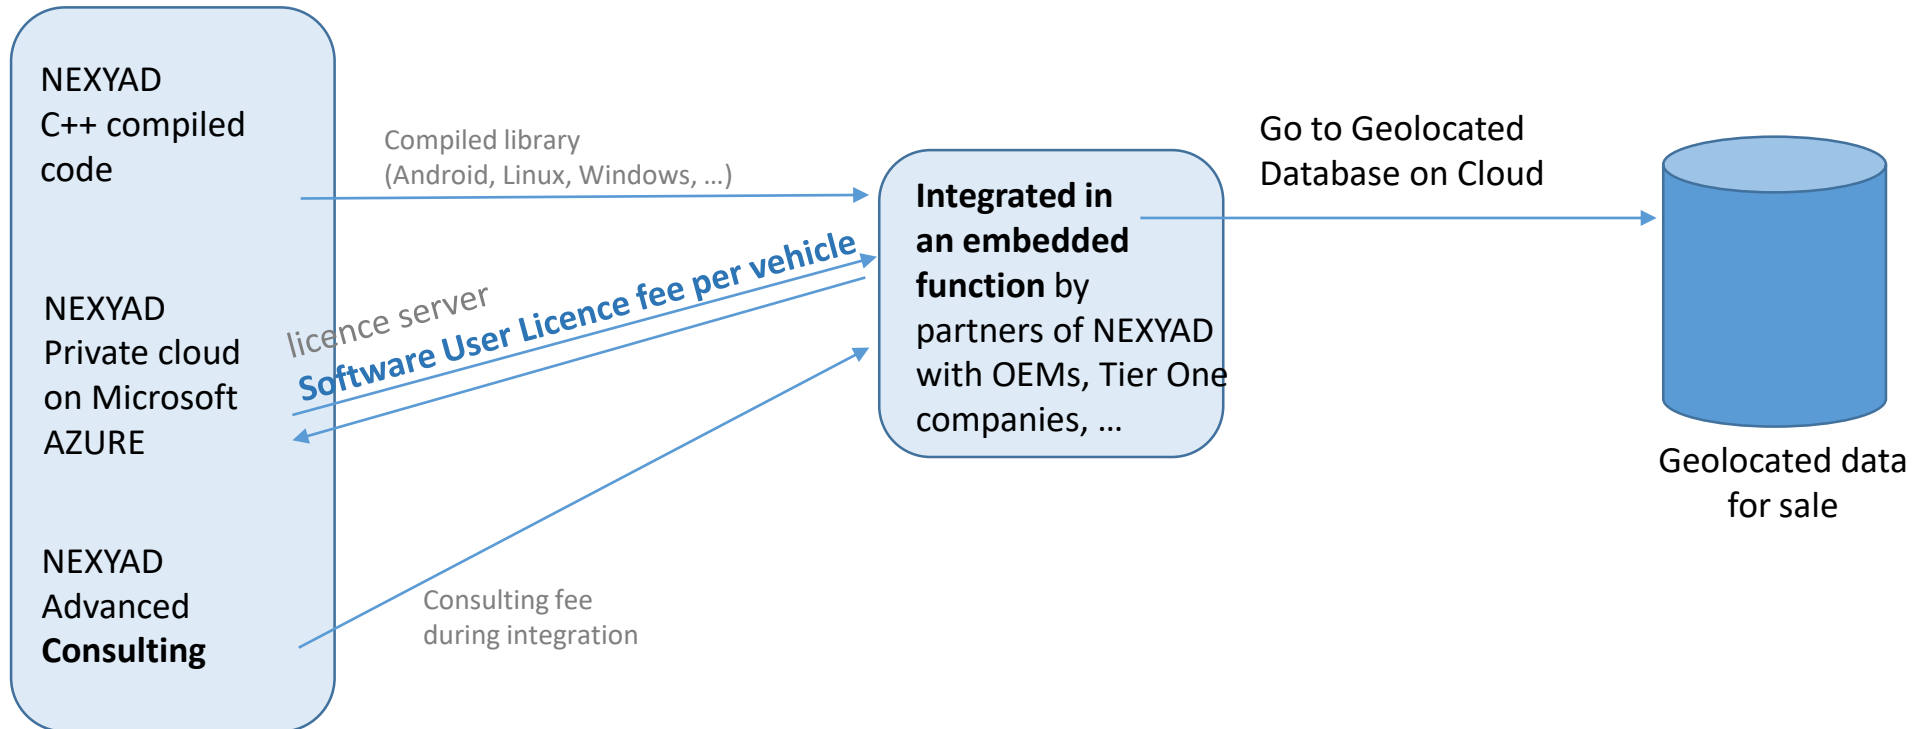 NEXYAD
C++ compiled
code
Compiled library
(Android, Linux, Windows, …)
NEXYAD
Private cloud
on Microsoft
AZURE
licence server
Software User Licence fee per vehicle
NEXYAD
Advanced
Consulting
Consulting fee
during integration
Integrated in
an embedded
function by
partners of NEXYAD
with OEMs, Tier One
companies, …
Go to Geolocated
Database on Cloud
Geolocated data
for sale